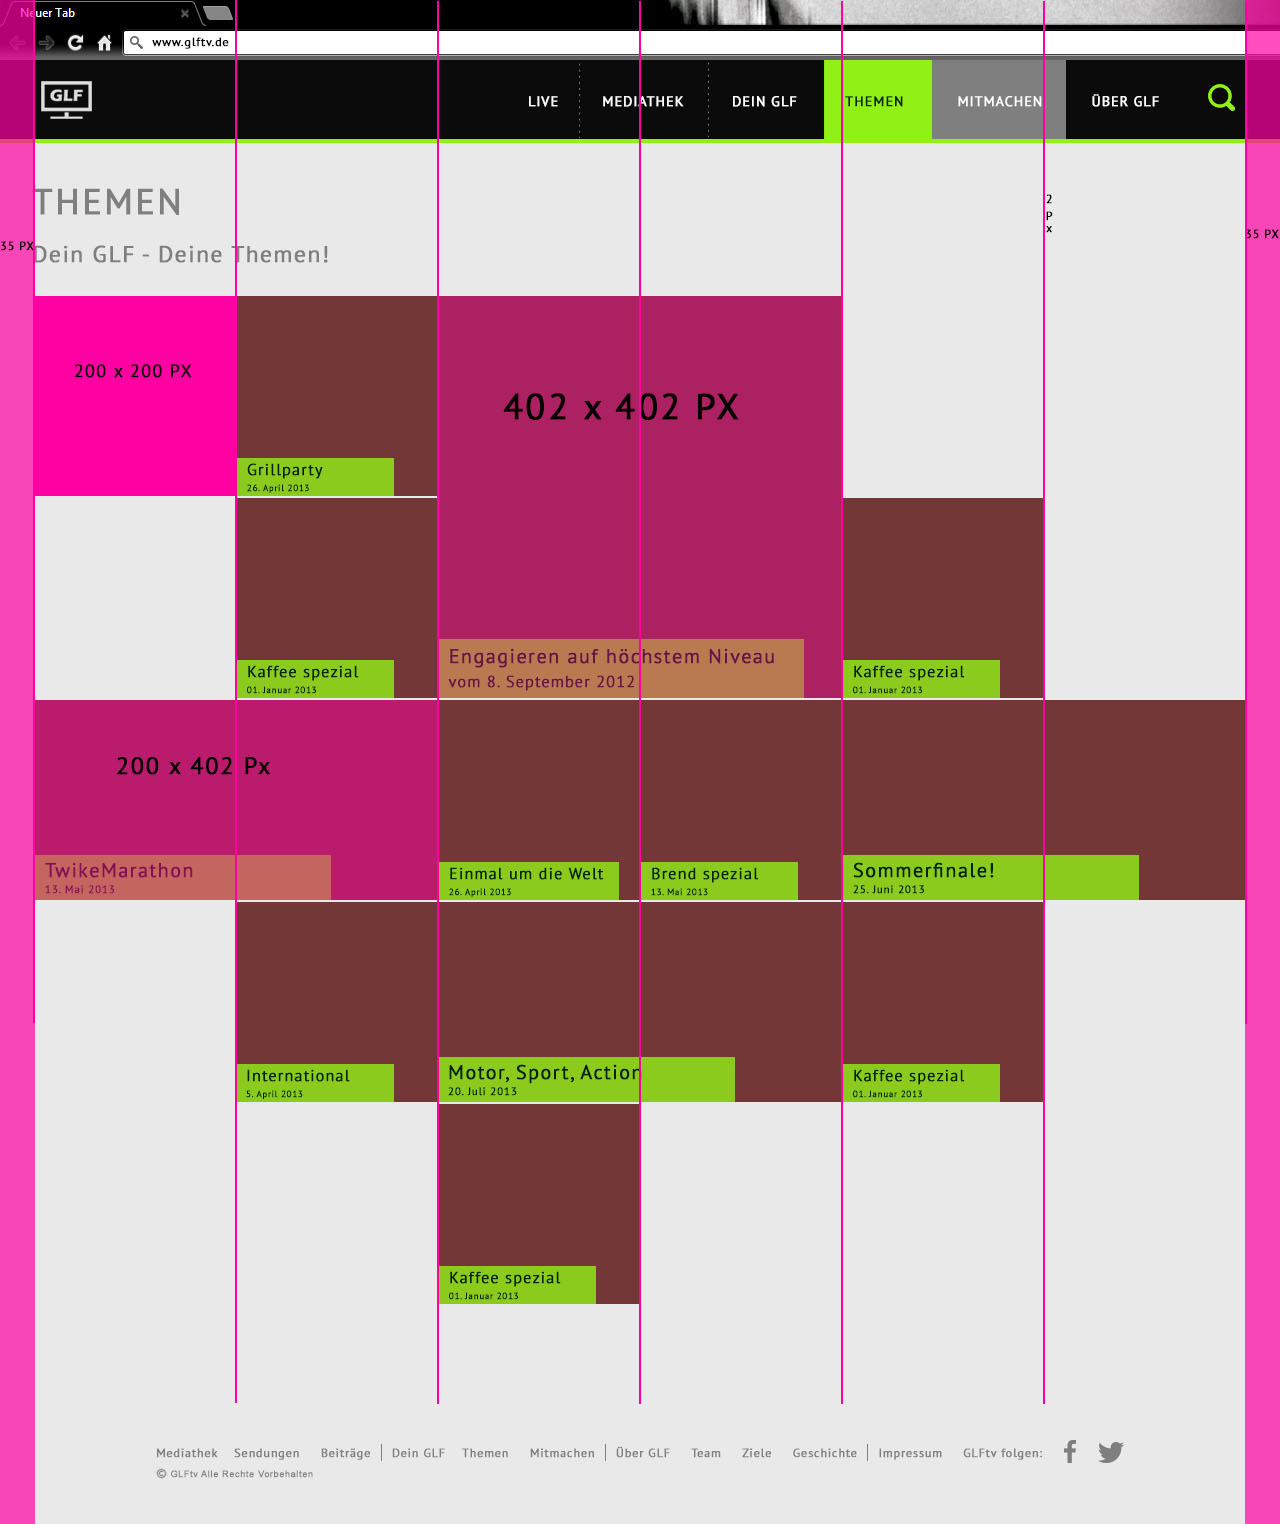 Neuer Tab
www.glftv.de
GLF
LIVE
MEDIATHEK
DEIN GLF
THEMEN
MITMACHEN
ÜBER GLF
THEMEN
2
P
x
35 PX
35 PX
Dein GLF - Deine Themen!
200 x 200 PX
402 x 402 PX
Grillparty
26. April 2013
Kaffee spezial
01. Januar 2013
Engagieren auf höchstem Niveau
vom 8. September 2012
Kaffee spezial
01. Januar 2013
200 x 402 Px
TwikeMarathon
13. Mai 2013
Einmal um die Welt
26. April 2013
Brend spezial
13. Mai 2013
Sommerfinale!
25. Juni 2013
International
5. April 2013
Motor, Sport, Action
20. Juli 2013
Kaffee spezial
01. Januar 2013
Kaffee spezial
01. Januar 2013
Mediathek Sendungen Beiträge Dein GLF Themen Mitmachen Über GLF Team Ziele Geschichte Impressum GLFtv folgen:
© GLFtv Alle Rechte Vorbehalten